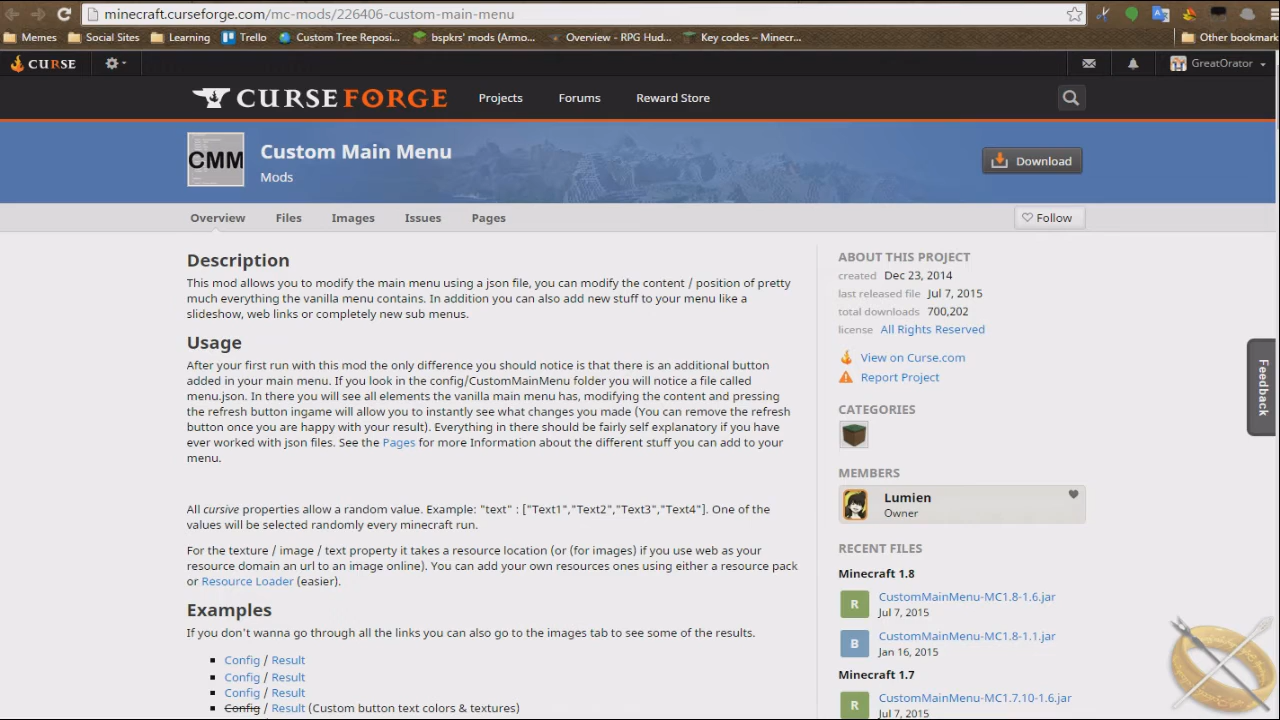 minecraft.curseforge.com/mc-mods/226406-custom-main-menu
Memes Social Sites Learning Trello Custom Tree Reposi... bspkrs' mods (Armo... Overview - RPG Hud... Key codes – Minecr... Other bookmark
CURSE GreatOrator
CURSEFORGE Projects Forums Reward Store
CMM
Custom Main Menu
Mods
Download
Overview Files Images Issues Pages Follow
Description
This mod allows you to modify the main menu using a json file, you can modify the content / position of pretty
much everything the vanilla menu contains. In addition you can also add new stuff to your menu like a
slideshow, web links or completely new sub menus.
Usage
After your first run with this mod the only difference you should notice is that there is an additional button
added in your main menu. If you look in the config/CustomMainMenu folder you will notice a file called
menu.json. In there you will see all elements the vanilla main menu has, modifying the content and pressing
the refresh button ingame will allow you to instantly see what changes you made (You can remove the refresh
button once you are happy with your result). Everything in there should be fairly self explanatory if you have
ever worked with json files. See the Pages for more Information about the different stuff you can add to your
menu.
All cursive properties allow a random value. Example: "text" : ["Text1","Text2","Text3","Text4"]. One of the
values will be selected randomly every minecraft run.
For the texture / image / text property it takes a resource location (or (for images) if you use web as your
resource domain an url to an image online). You can add your own resources ones using either a resource pack
or Resource Loader (easier).
Examples
If you don't wanna go through all the links you can also go to the images tab to see some of the results.
Config / Result
Config / Result
Config / Result
Config / Result (Custom button text colors & textures)
ABOUT THIS PROJECT
created Dec 23, 2014
last released file Jul 7, 2015
total downloads 700,202
license All Rights Reserved
View on Curse.com
Report Project
CATEGORIES
MEMBERS
Lumien
Owner
RECENT FILES
Minecraft 1.8
R CustomMainMenu-MC1.8-1.6.jar
Jul 7, 2015
B CustomMainMenu-MC1.8-1.1.jar
Jan 16, 2015
Minecraft 1.7
R CustomMainMenu-MC1.7.10-1.6.jar
Jul 7, 2015
Feedback